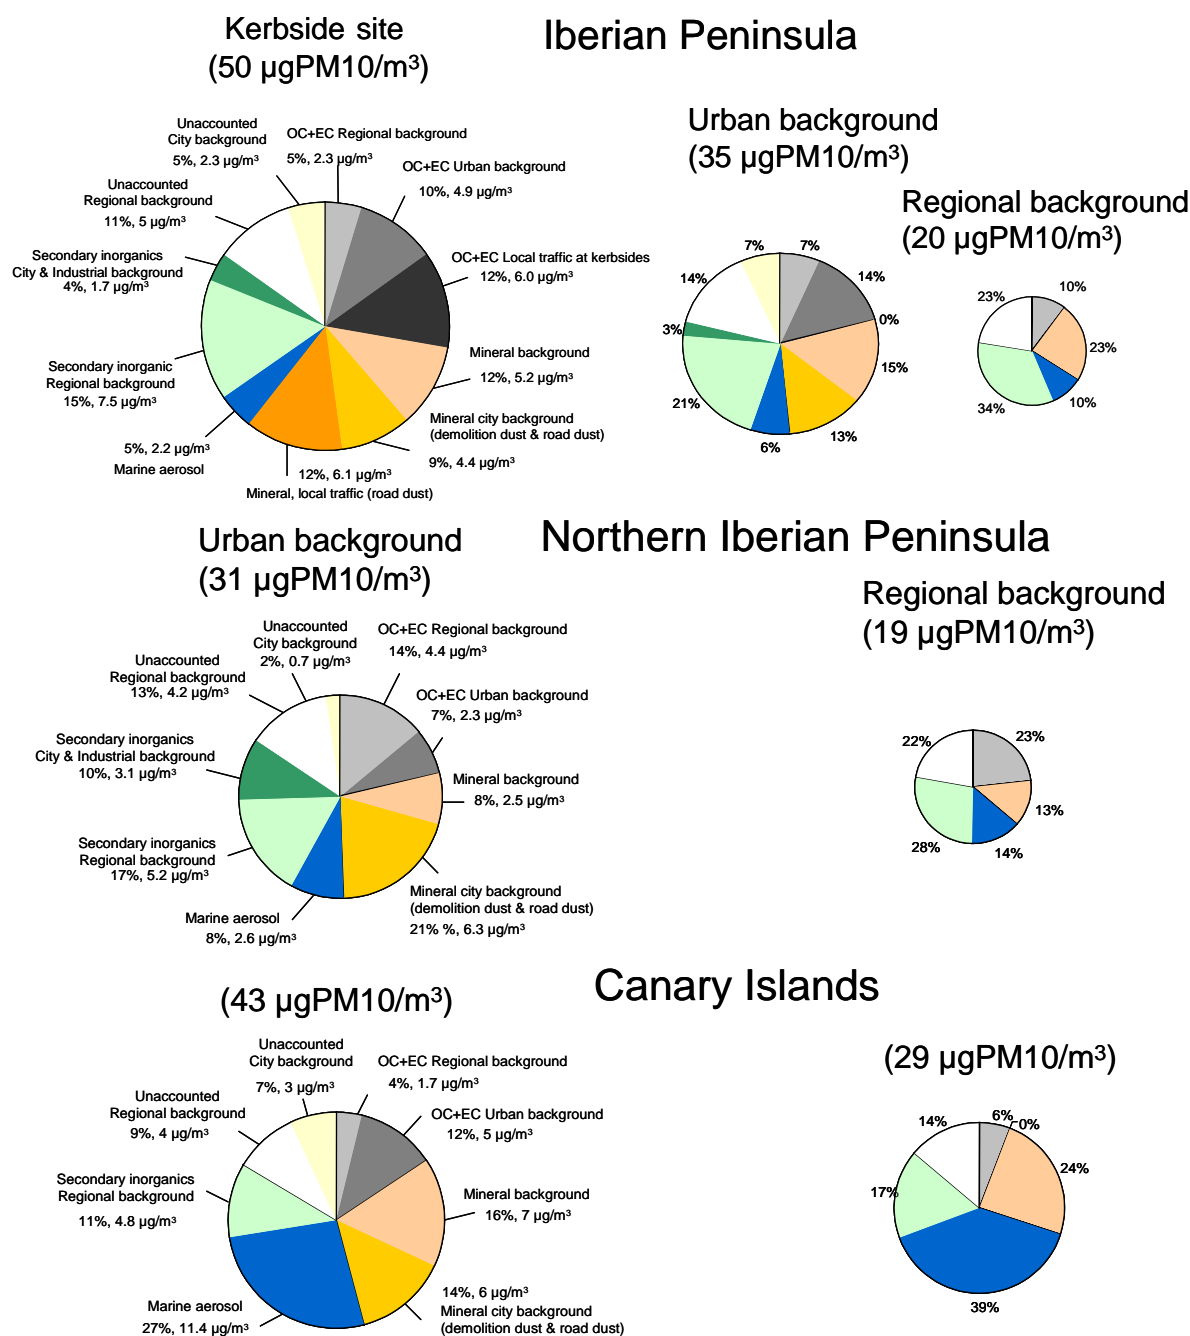 Iberian Peninsula
Kerbside site
(50 µgPM10/m³)
Unaccounted
City background
5%, 2.3 µg/m³
OC+EC Regional background
5%, 2.3 µg/m³
OC+EC Urban background
10%, 4.9 µg/m³
OC+EC Local traffic at kerbsides
12%, 6.0 µg/m³
Mineral background
12%, 5.2 µg/m³
Mineral city background
(demolition dust & road dust)
9%, 4.4 µg/m³
12%, 6.1 µg/m³
Mineral, local traffic (road dust)
5%, 2.2 µg/m³
Marine aerosol
Secondary inorganic
Regional background
15%, 7.5 µg/m³
Secondary inorganics
City & Industrial background
4%, 1.7 µg/m³
Unaccounted
Regional background
11%, 5 µg/m³
Urban background
(35 µgPM10/m³)
7%
7%
14%
0%
15%
13%
6%
21%
3%
14%
Regional background
(20 µgPM10/m³)
10%
23%
10%
34%
23%
Northern Iberian Peninsula
Urban background
(31 µgPM10/m³)
Unaccounted
City background
2%, 0.7 µg/m³
OC+EC Regional background
14%, 4.4 µg/m³
OC+EC Urban background
7%, 2.3 µg/m³
Mineral background
8%, 2.5 µg/m³
Mineral city background
(demolition dust & road dust)
21% %, 6.3 µg/m³
Marine aerosol
8%, 2.6 µg/m³
Secondary inorganics
Regional background
17%, 5.2 µg/m³
Secondary inorganics
City & Industrial background
10%, 3.1 µg/m³
Unaccounted
Regional background
13%, 4.2 µg/m³
Regional background
(19 µgPM10/m³)
23%
13%
14%
28%
22%
Canary Islands
(43 µgPM10/m³)
Unaccounted
City background
7%, 3 µg/m³
OC+EC Regional background
4%, 1.7 µg/m³
OC+EC Urban background
12%, 5 µg/m³
Mineral background
16%, 7 µg/m³
14%, 6 µg/m³
Mineral city background
(demolition dust & road dust)
Marine aerosol
27%, 11.4 µg/m³
Secondary inorganics
Regional background
11%, 4.8 µg/m³
Unaccounted
Regional background
9%, 4 µg/m³
(29 µgPM10/m³)
6%
0%
24%
39%
17%
14%